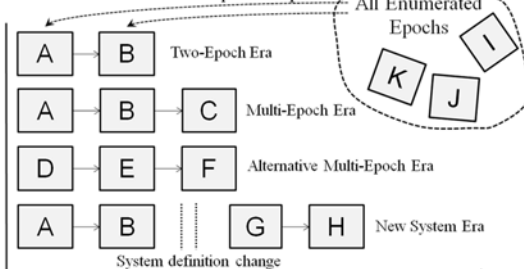 All Enumerated
Epochs
I
K
J
A B Two-Epoch Era
A B C Multi-Epoch Era
D E F Alternative Multi-Epoch Era
A B G H New System Era
System definition change